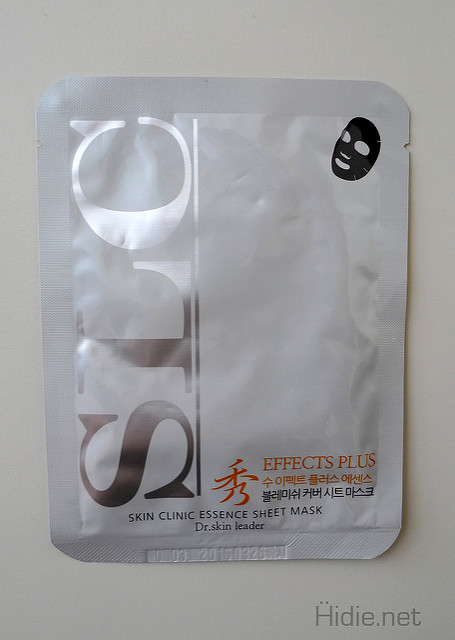 SLC
EFFECTS PLUS
수 이펙트 플러스 에센스
秀 블레미쉬 커버 시트 마스크
SKIN CLINIC ESSENCE SHEET MASK
Dr.skin leader
Hidie.net